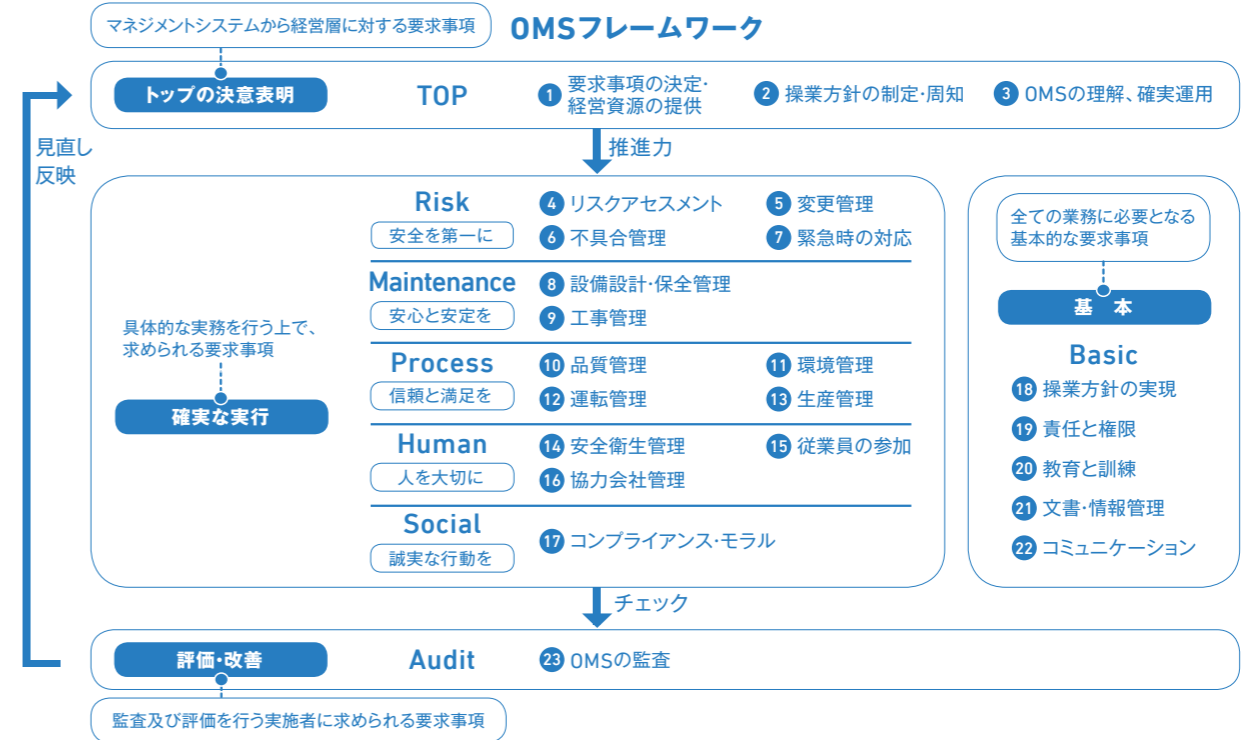 マネジメントシステムから経営層に対する要求事項
OMSフレームワーク
トップの決意表明
TOP
1 要求事項の決定・
経営資源の提供
2 操業方針の制定・周知
3 OMSの理解、確実運用
見直し
反映
推進力
具体的な実務を行う上で、
求められる要求事項
確実な実行
Risk
安全を第一に
4 リスクアセスメント
5 変更管理
6 不具合管理
7 緊急時の対応
Maintenance
安心と安定を
8 設備設計・保全管理
9 工事管理
Process
信頼と満足を
10 品質管理
11 環境管理
12 運転管理
13 生産管理
Human
人を大切に
14 安全衛生管理
15 従業員の参加
16 協力会社管理
Social
誠実な行動を
17 コンプライアンス・モラル
全ての業務に必要となる
基本的な要求事項
基 本
Basic
18 操業方針の実現
19 責任と権限
20 教育と訓練
21 文書・情報管理
22 コミュニケーション
チェック
評価・改善
Audit
23 OMSの監査
監査及び評価を行う実施者に求められる要求事項